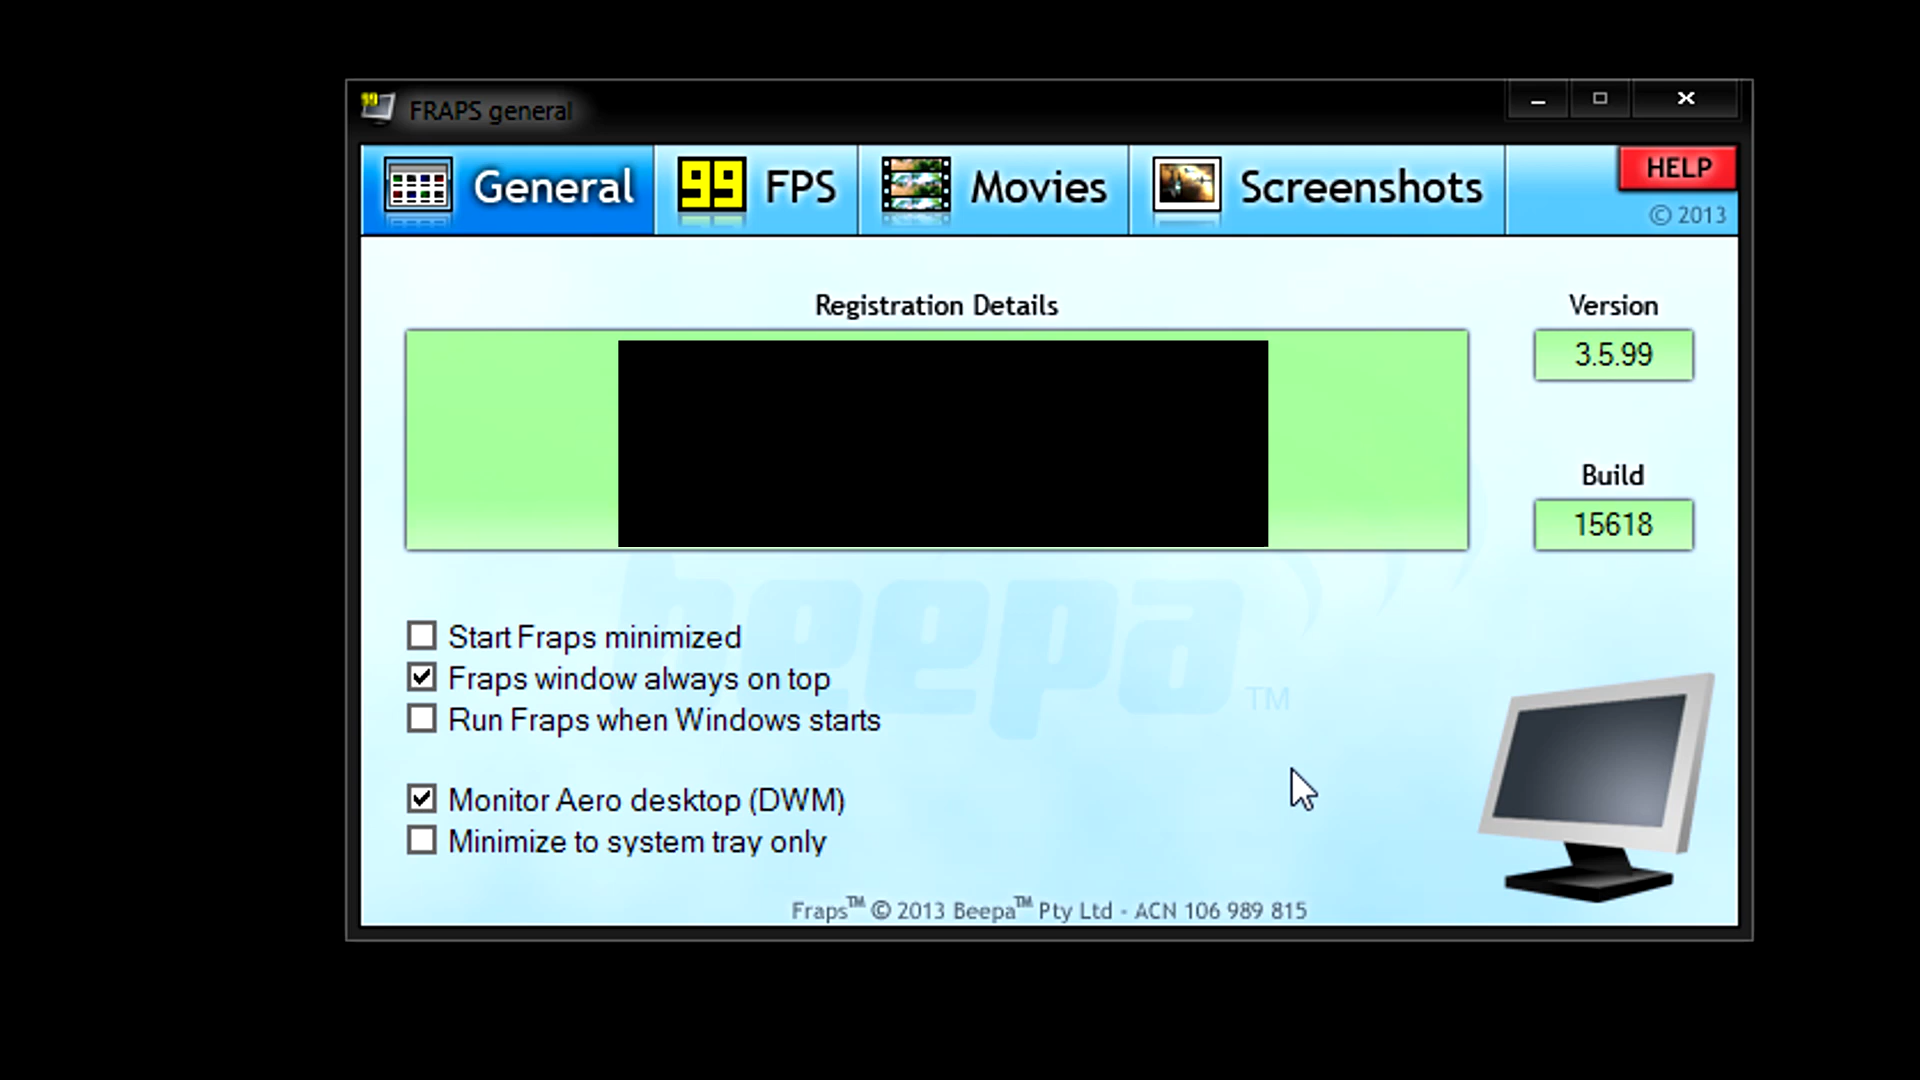 FRAPS general
General
99 FPS
Movies
Screenshots
HELP
© 2013
Registration Details
Version
3.5.99
Build
15618
beepa™
Start Fraps minimized
Fraps window always on top
Run Fraps when Windows starts
Monitor Aero desktop (DWM)
Minimize to system tray only
Fraps™ © 2013 Beepa™ Pty Ltd - ACN 106 989 815